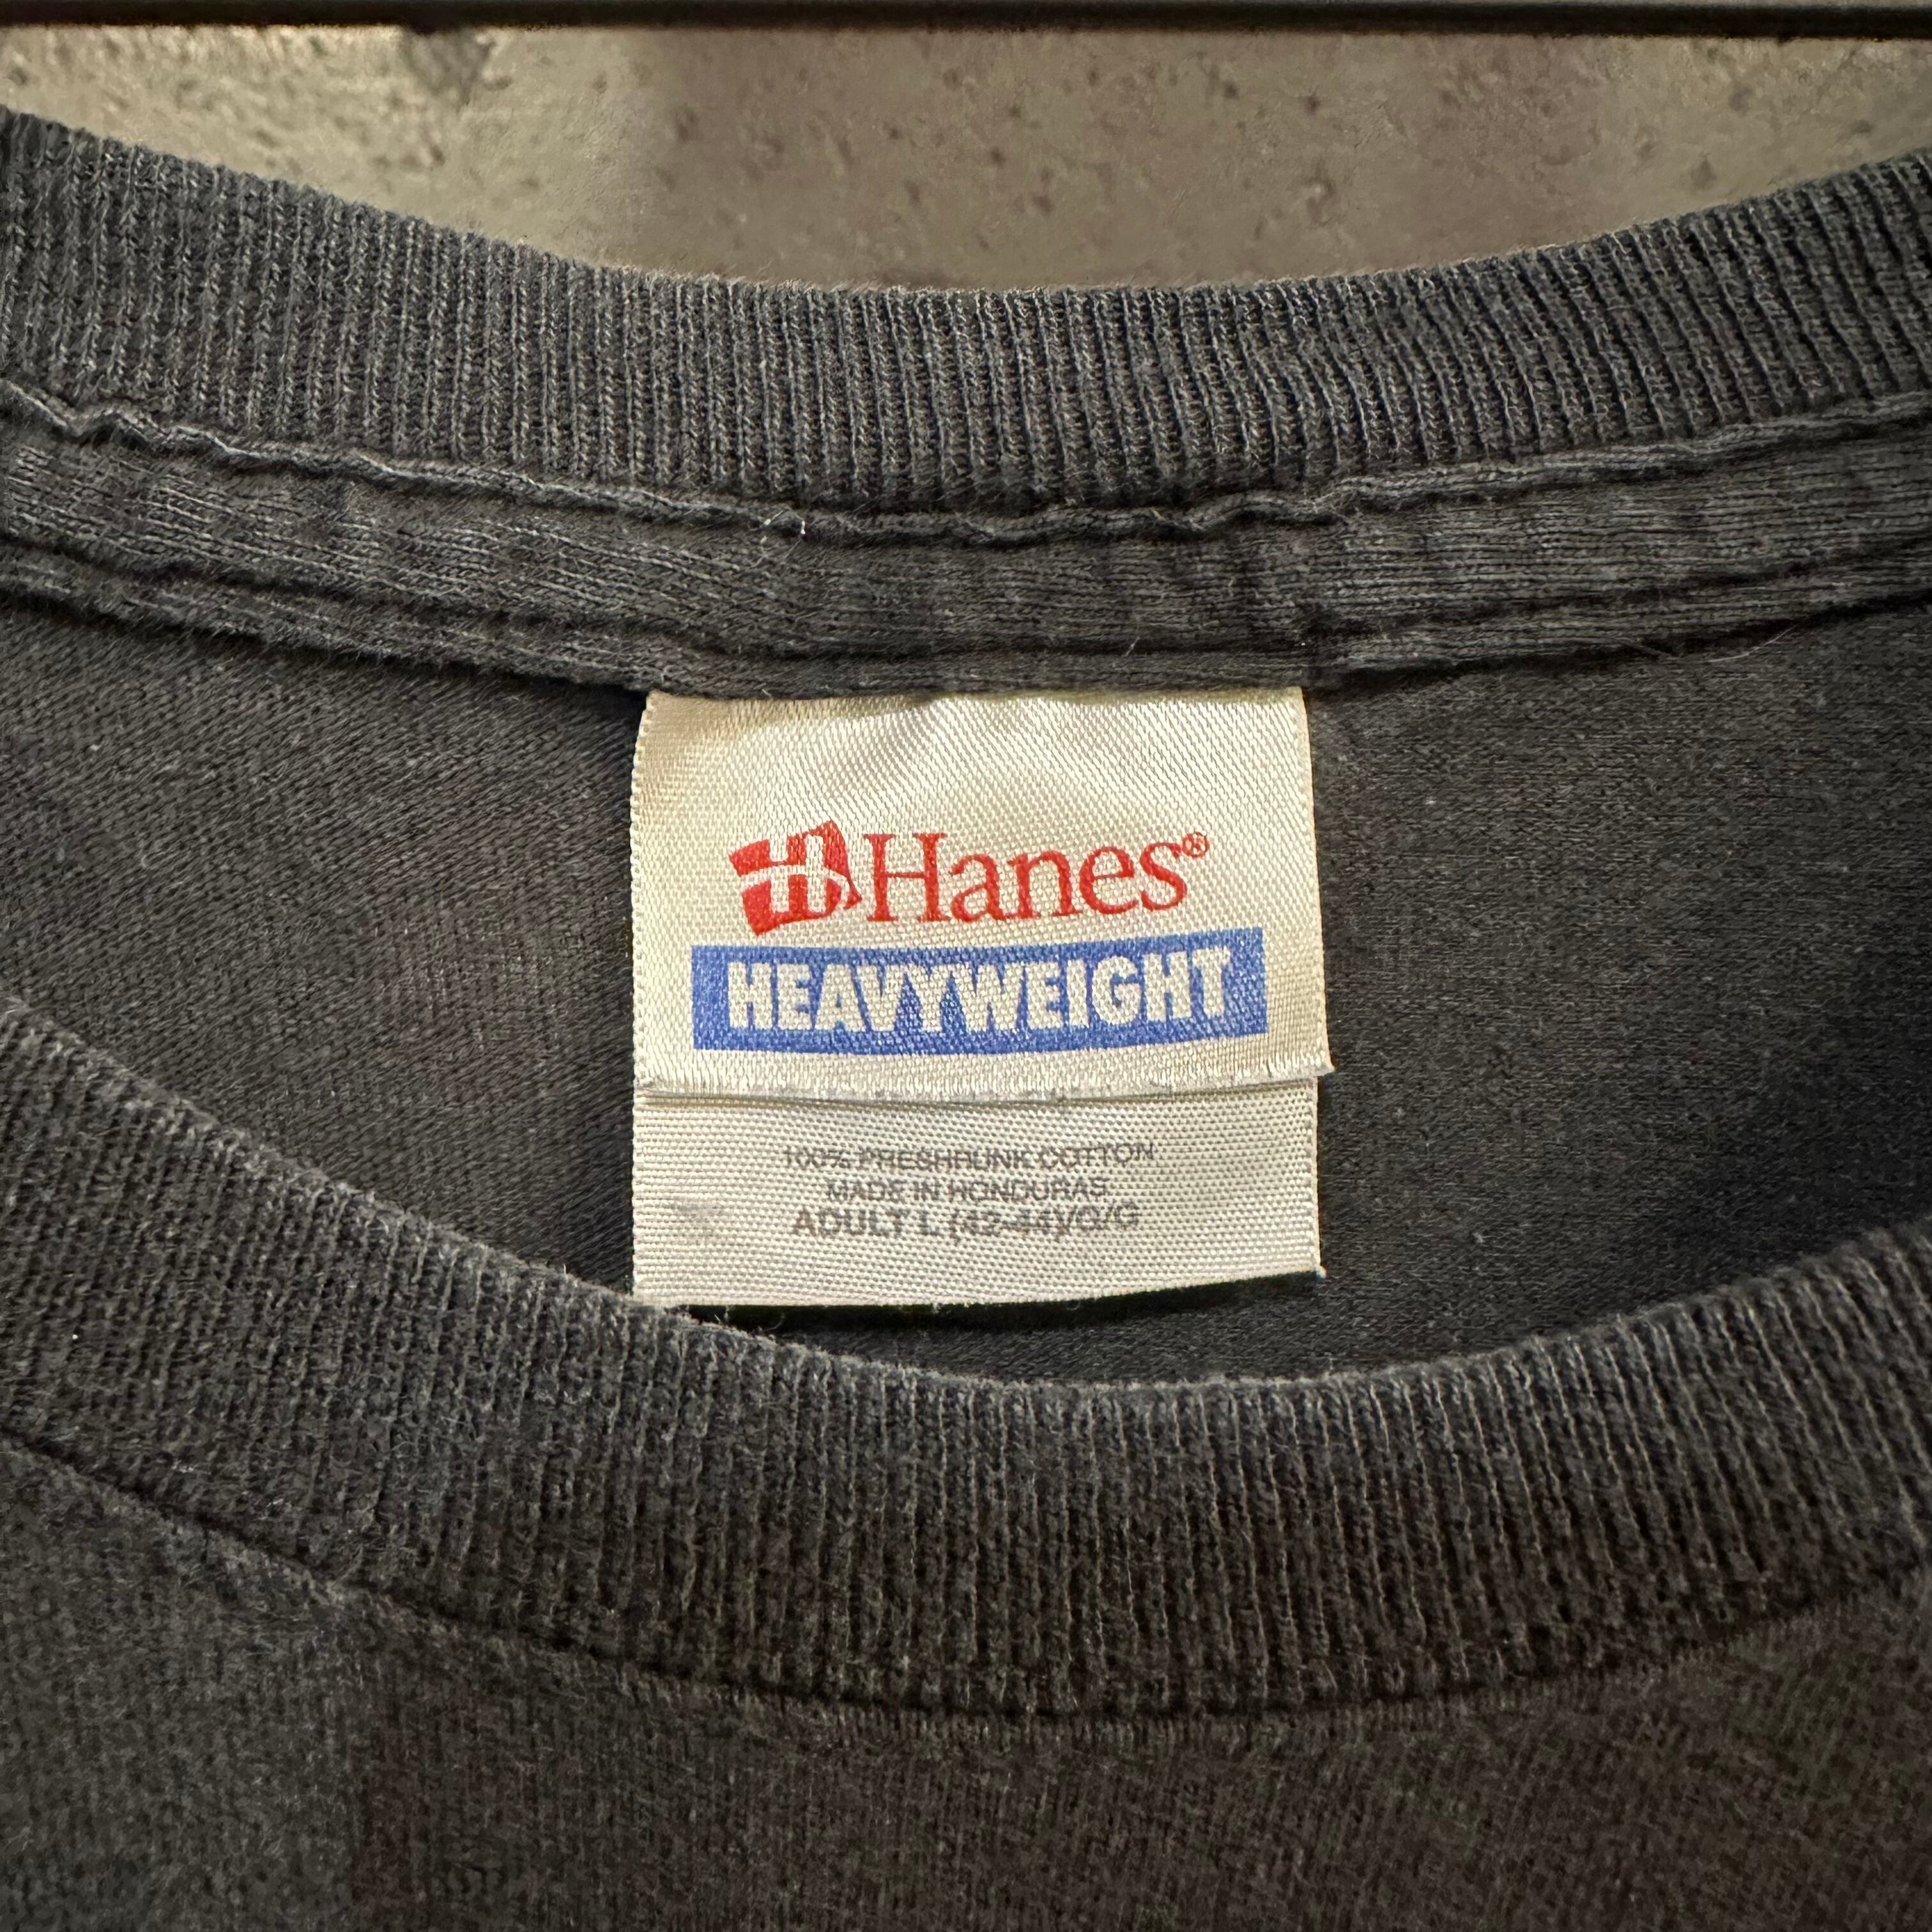 H Hanes®
HEAVYWEIGHT
100% PRESHRUNK COTTON
MADE IN HONDURAS
ADULT L (42-44)/G/G